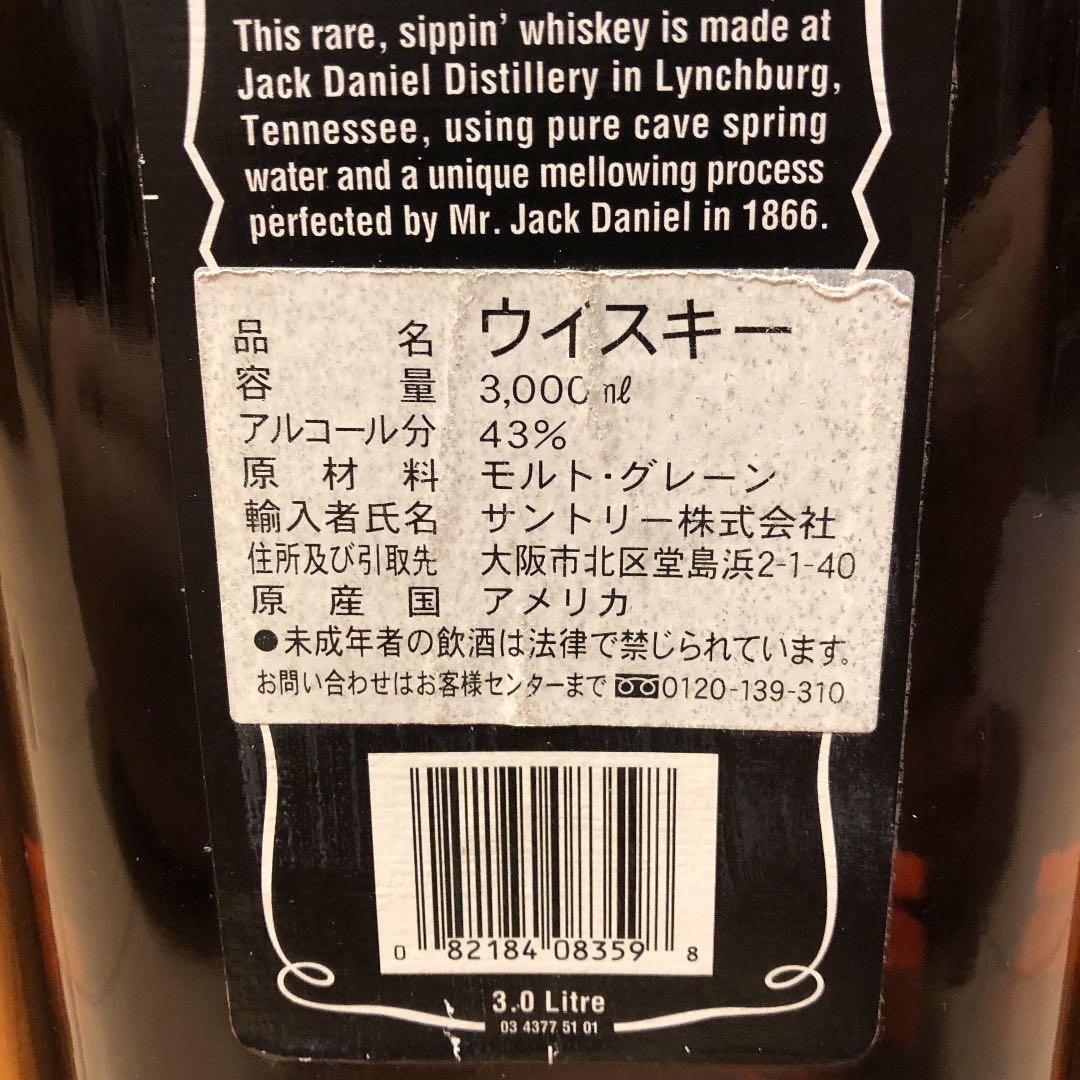 This rare, sippin' whiskey is made at
Jack Daniel Distillery in Lynchburg,
Tennessee, using pure cave spring
water and a unique mellowing process
perfected by Mr. Jack Daniel in 1866.
品名 ウイスキー
容量 3,000㎖
アルコール分 43%
原材料 モルト・グレーン
輸入者氏名 サントリー株式会社
住所及び引取先 大阪市北区堂島浜2-1-40
原産国 アメリカ
●未成年者の飲酒は法律で禁じられています。
お問い合わせはお客様センターまで 0120-139-310
0 82184 08359 8
3.0 Litre
03 4377 51 01